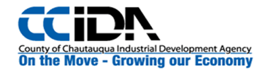 CCIDA
County of Chautauqua Industrial Development Agency
On the Move - Growing our Economy